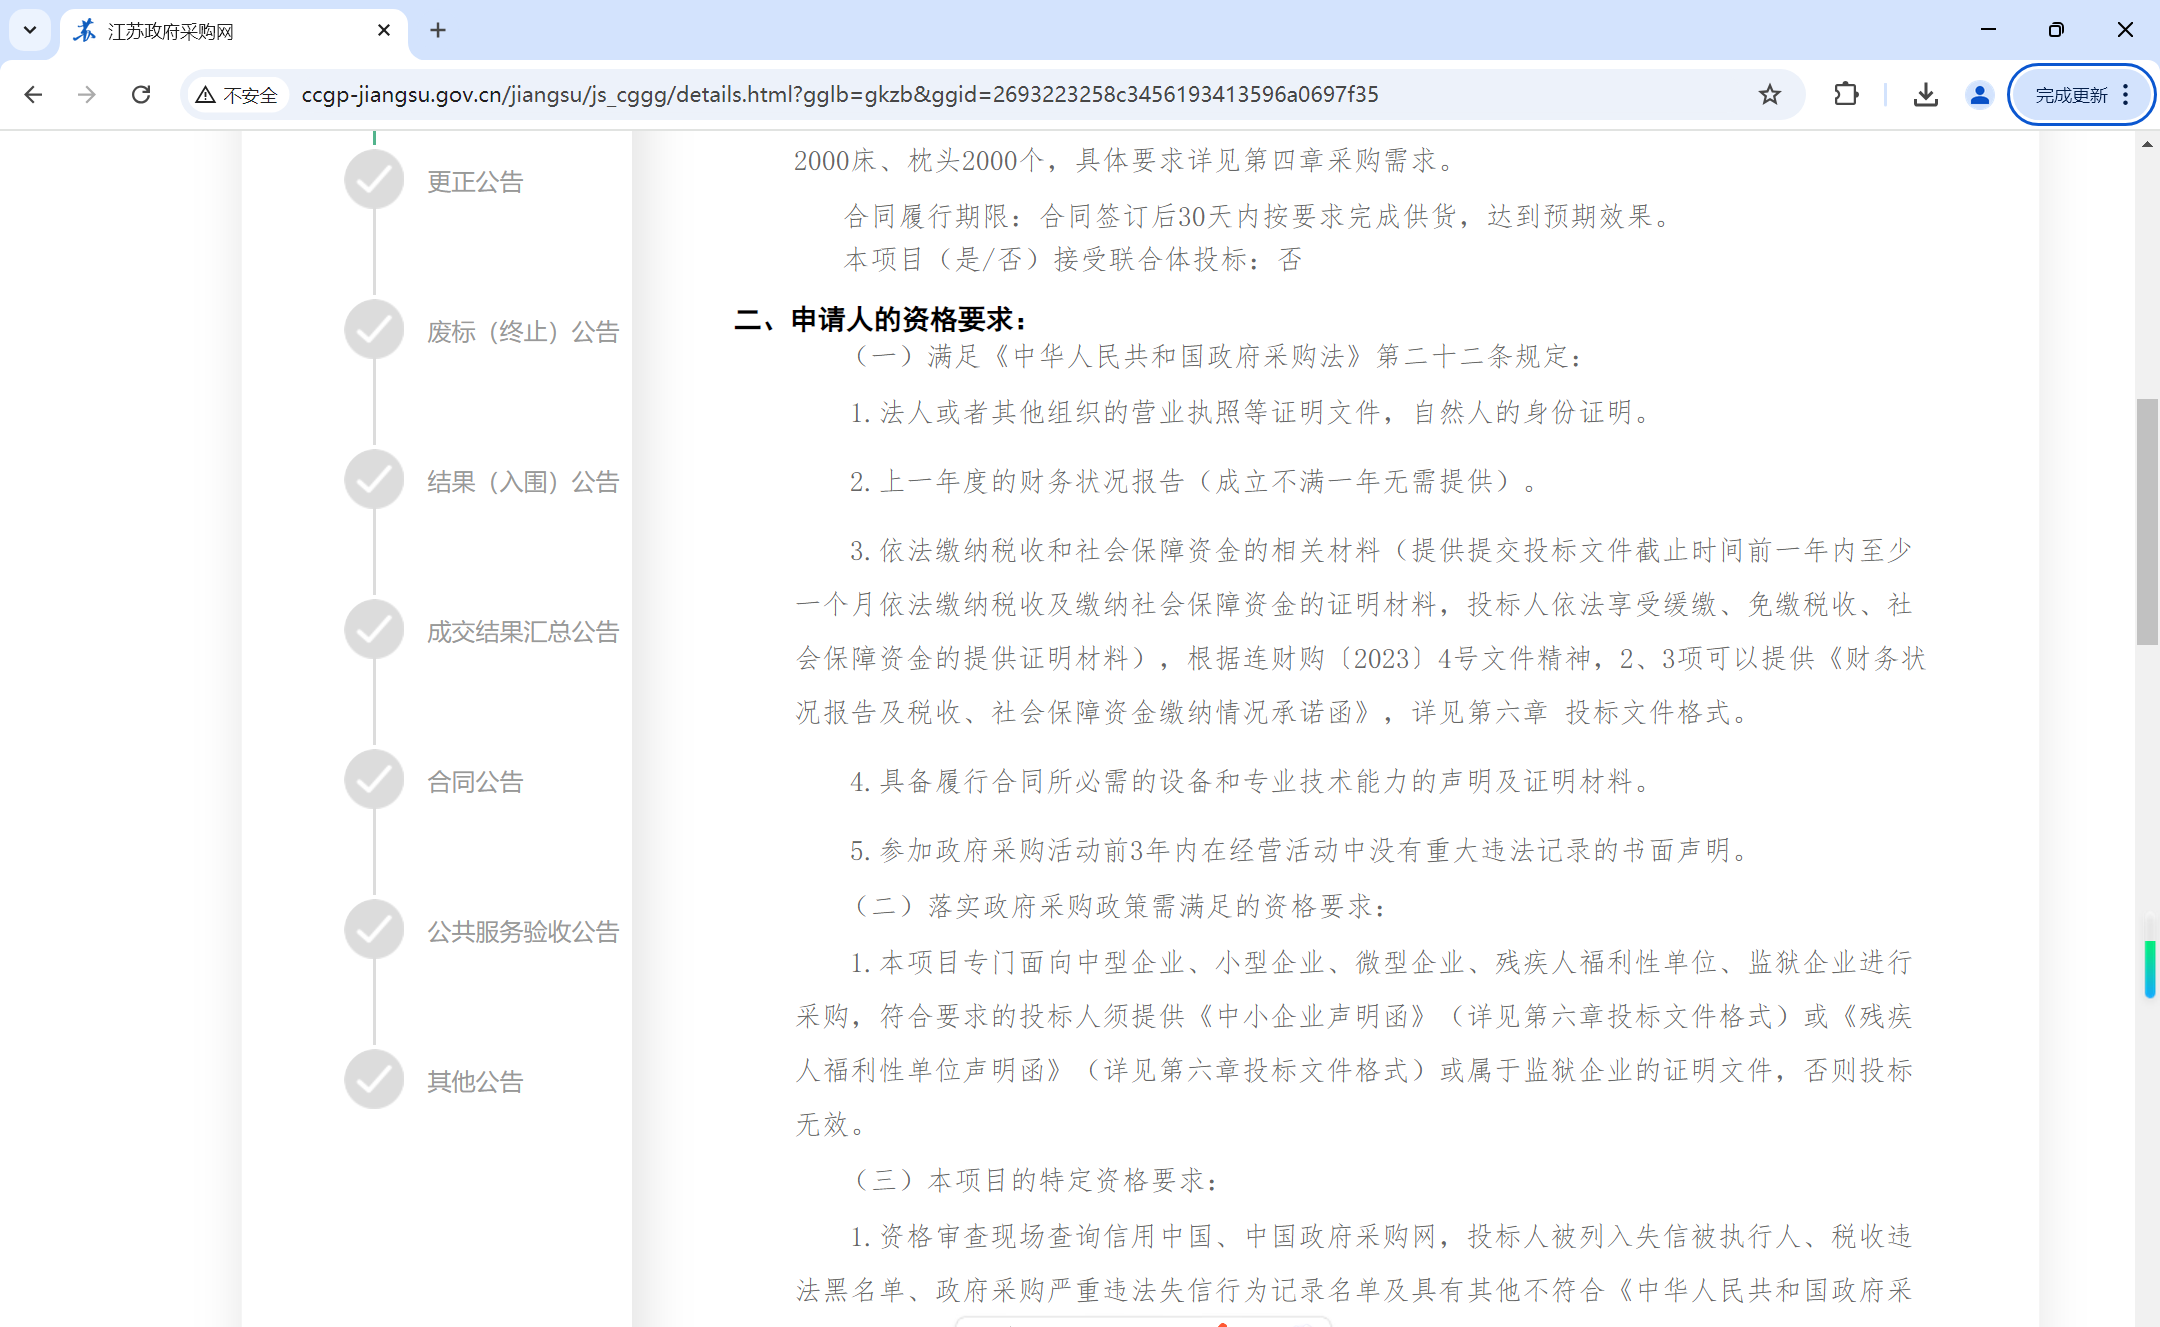 江苏政府采购网
不安全
ccgp-jiangsu.gov.cn/jiangsu/js_cggg/details.html?gglb=gkzb&ggid=2693223258c3456193413596a0697f35
完成更新
更正公告
废标（终止）公告
结果（入围）公告
成交结果汇总公告
合同公告
公共服务验收公告
其他公告
2000床、枕头2000个，具体要求详见第四章采购需求。
合同履行期限：合同签订后30天内按要求完成供货，达到预期效果。
本项目（是/否）接受联合体投标：否
二、申请人的资格要求：
（一）满足《中华人民共和国政府采购法》第二十二条规定：
1.法人或者其他组织的营业执照等证明文件，自然人的身份证明。
2.上一年度的财务状况报告（成立不满一年无需提供）。
3.依法缴纳税收和社会保障资金的相关材料（提供提交投标文件截止时间前一年内至少
一个月依法缴纳税收及缴纳社会保障资金的证明材料，投标人依法享受缓缴、免缴税收、社
会保障资金的提供证明材料），根据连财购〔2023〕4号文件精神，2、3项可以提供《财务状
况报告及税收、社会保障资金缴纳情况承诺函》，详见第六章 投标文件格式。
4.具备履行合同所必需的设备和专业技术能力的声明及证明材料。
5.参加政府采购活动前3年内在经营活动中没有重大违法记录的书面声明。
（二）落实政府采购政策需满足的资格要求：
1.本项目专门面向中型企业、小型企业、微型企业、残疾人福利性单位、监狱企业进行
采购，符合要求的投标人须提供《中小企业声明函》（详见第六章投标文件格式）或《残疾
人福利性单位声明函》（详见第六章投标文件格式）或属于监狱企业的证明文件，否则投标
无效。
（三）本项目的特定资格要求：
1.资格审查现场查询信用中国、中国政府采购网，投标人被列入失信被执行人、税收违
法黑名单、政府采购严重违法失信行为记录名单及具有其他不符合《中华人民共和国政府采